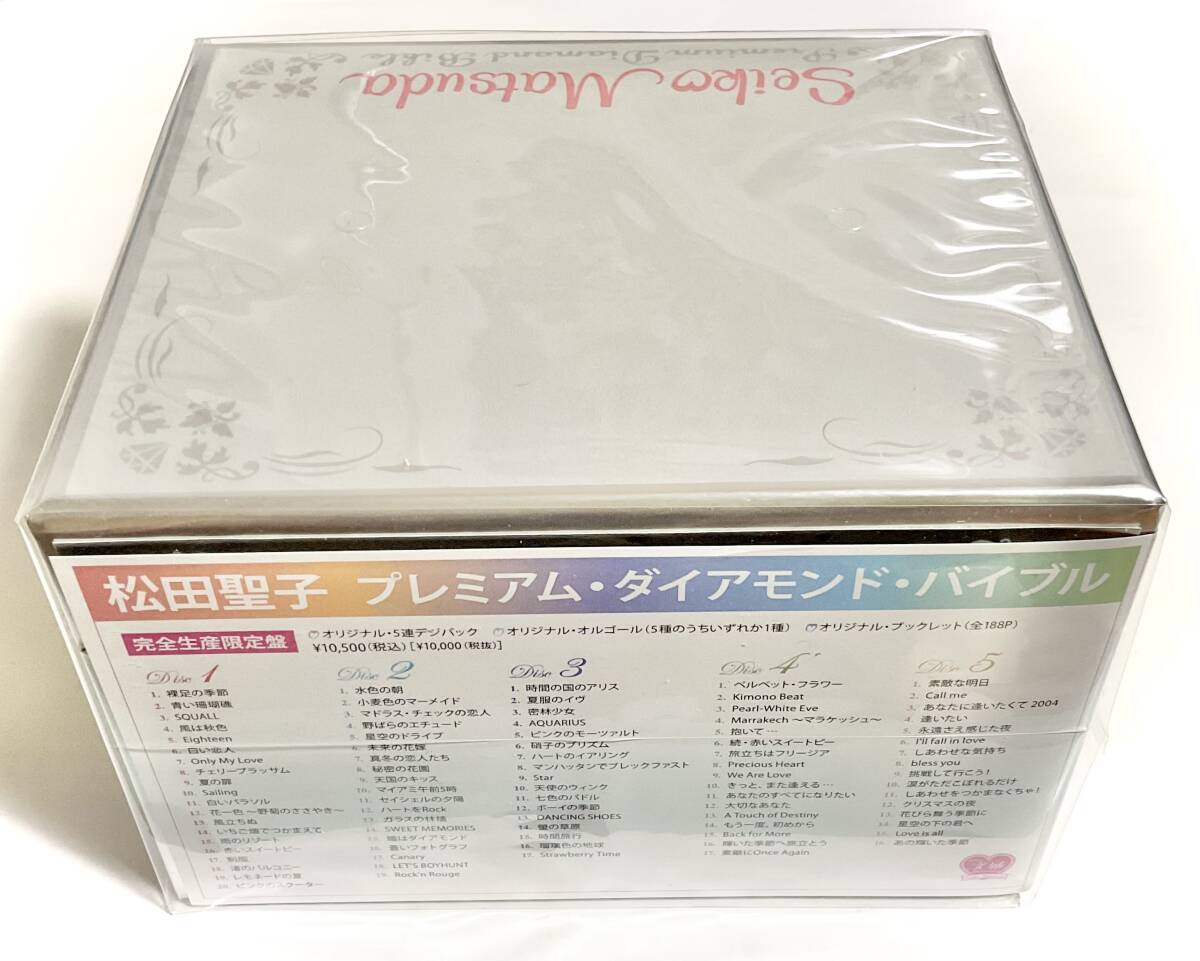 Premium Diamond Bible
Seiko Matsuda
松田聖子 プレミアム・ダイアモンド・バイブル
完全生産限定盤 オリジナル・5連デジパック オリジナル・オルゴール(5種のうちいずれか1種) オリジナル・ブックレット(全188P)
¥10,500(税込)[¥10,000(税抜)]
Disc 1
1. 裸足の季節
2. 青い珊瑚礁
3. SQUALL
4. 風は秋色
5. Eighteen
6. 白い恋人
7. Only My Love
8. チェリーブラッサム
9. 夏の扉
10. Sailing
11. 白いパラソル
12. 花一色 〜野菊のささやき〜
13. 風立ちぬ
14. いちご畑でつかまえて
15. 雨のリゾート
16. 赤いスイートピー
17. 制服
18. 渚のバルコニー
19. レモネードの夏
20. ピンクのスクーター
Disc 2
1. 水色の朝
2. 小麦色のマーメイド
3. マドラス・チェックの恋人
4. 野ばらのエチュード
5. 星空のドライブ
6. 未来の花嫁
7. 真冬の恋人たち
8. 秘密の花園
9. 天国のキッス
10. マイアミ午前5時
11. セイシェルの夕陽
12. ハートをRock
13. ガラスの林檎
14. SWEET MEMORIES
15. 瞳はダイアモンド
16. 蒼いフォトグラフ
17. Canary
18. LET'S BOYHUNT
19. Rock'n Rouge
Disc 3
1. 時間の国のアリス
2. 夏服のイヴ
3. 密林少女
4. AQUARIUS
5. ピンクのモーツァルト
6. 硝子のプリズム
7. ハートのイアリング
8. マンハッタンでブレックファスト
9. Star
10. 天使のウィンク
11. 七色のパドル
12. ボーイの季節
13. DANCING SHOES
14. 螢の草原
15. 時間旅行
16. 瑠璃色の地球
17. Strawberry Time
Disc 4
1. ベルベット・フラワー
2. Kimono Beat
3. Pearl-White Eve
4. Marrakech 〜マラケッシュ〜
5. 抱いて…
6. 続・赤いスイートピー
7. 旅立ちはフリージア
8. Precious Heart
9. We Are Love
10. きっと、また逢える…
11. あなたのすべてになりたい
12. 大切なあなた
13. A Touch of Destiny
14. もう一度、初めから
15. Back for More
16. 輝いた季節へ旅立とう
17. 素敵にOnce Again
Disc 5
1. 素敵な明日
2. Call me
3. あなたに逢いたくて 2004
4. 逢いたい
5. 永遠さえ感じた夜
6. I'll fall in love
7. しあわせな気持ち
8. bless you
9. 挑戦して行こう!
10. 涙がただこぼれるだけ
11. しあわせをつかまなくちゃ!
12. クリスマスの夜
13. 花びら舞う季節に
14. 星空の下の君へ
15. Love is all
16. あの輝いた季節